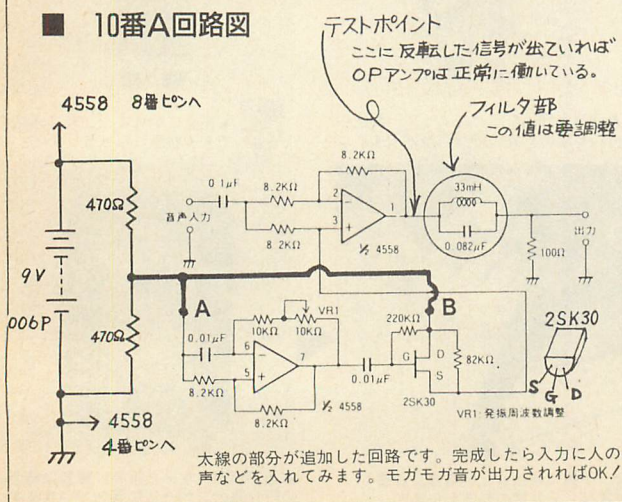 ■ 10番A回路図
テストポイント
ここに反転した信号が出ていれば
OPアンプは正常に働いている。
フィルタ部
この値は要調整
4558 8番ピンへ
470Ω
9V
006P
470Ω
4558
4番ピンへ
0.1μF
音声入力
8.2KΩ
8.2KΩ
8.2KΩ
2
3
1
½ 4558
33mH
0.082μF
100Ω
出力
A
B
0.01μF
10KΩ
10KΩ
VR1
6
5
7
8.2KΩ
8.2KΩ
½ 4558
0.01μF
220KΩ
G
D
S
82KΩ
2SK30
VR1:発振周波数調整
2SK30
S
G
D
太線の部分が追加した回路です。完成したら入力に人の
声などを入れてみます。モガモガ音が出力されればOK!